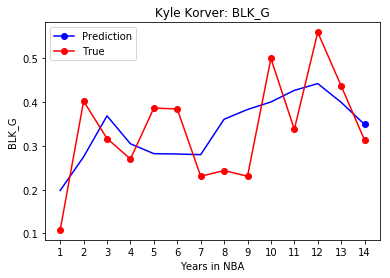 Kyle Korver: BLK_G
Prediction
True
BLK_G
0.5
0.4
0.3
0.2
0.1
1 2 3 4 5 6 7 8 9 10 11 12 13 14
Years in NBA